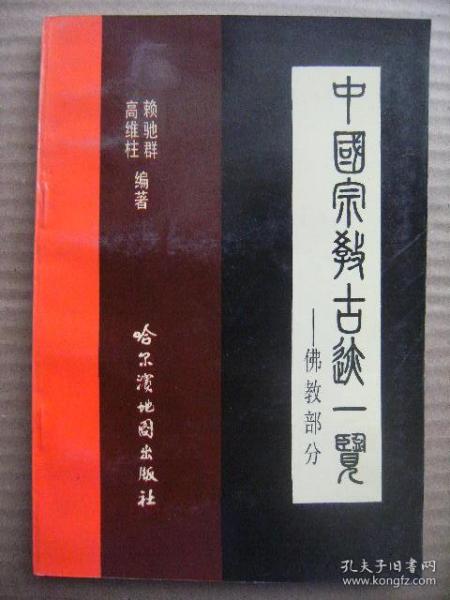 中國宗教古迹一覽
——佛教部分
赖驰群
高维柱
编著
哈尔滨地图出版社
孔夫子旧书网
www.kongfz.com